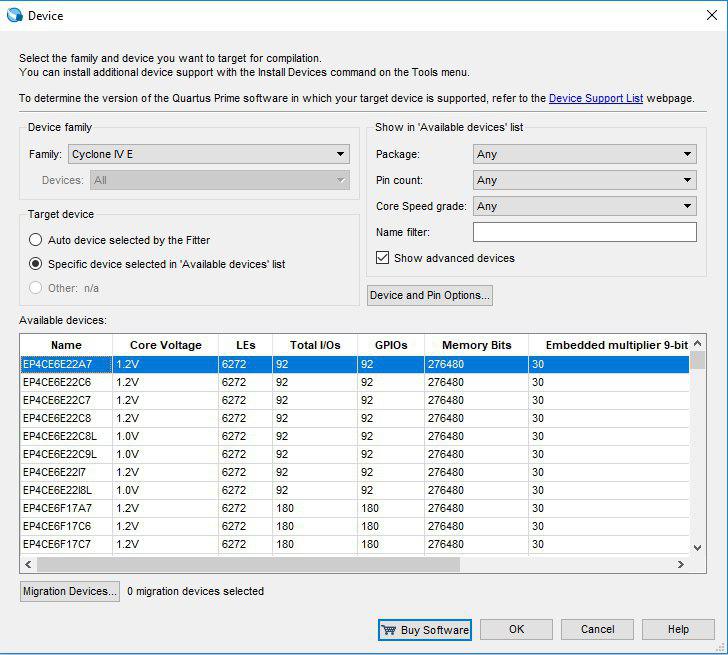 Device
Select the family and device you want to target for compilation.
You can install additional device support with the Install Devices command on the Tools menu.
To determine the version of the Quartus Prime software in which your target device is supported, refer to the Device Support List webpage.
Device family
Family: Cyclone IV E
Devices: All
Target device
Auto device selected by the Fitter
Specific device selected in 'Available devices' list
Other: n/a
Show in 'Available devices' list
Package: Any
Pin count: Any
Core Speed grade: Any
Name filter:
Show advanced devices
Device and Pin Options...
Available devices:
Name Core Voltage LEs Total I/Os GPIOs Memory Bits Embedded multiplier 9-bit
EP4CE6E22A7 1.2V 6272 92 92 276480 30
EP4CE6E22C6 1.2V 6272 92 92 276480 30
EP4CE6E22C7 1.2V 6272 92 92 276480 30
EP4CE6E22C8 1.2V 6272 92 92 276480 30
EP4CE6E22C8L 1.0V 6272 92 92 276480 30
EP4CE6E22C9L 1.0V 6272 92 92 276480 30
EP4CE6E22I7 1.2V 6272 92 92 276480 30
EP4CE6E22I8L 1.0V 6272 92 92 276480 30
EP4CE6F17A7 1.2V 6272 180 180 276480 30
EP4CE6F17C6 1.2V 6272 180 180 276480 30
EP4CE6F17C7 1.2V 6272 180 180 276480 30
Migration Devices... 0 migration devices selected
Buy Software OK Cancel Help